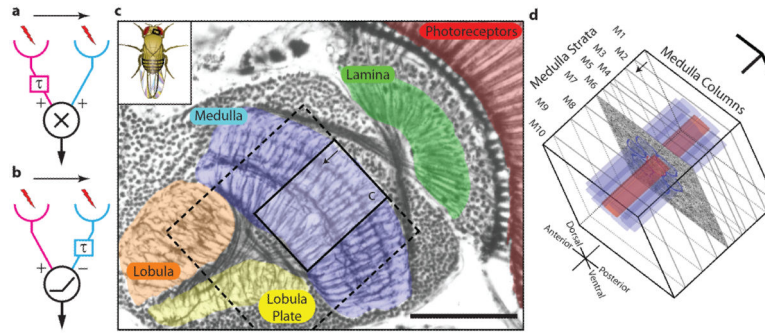 a
τ
+ +
×
b
τ
+ −
c
Photoreceptors
Lamina
Medulla
C
Lobula
Lobula
Plate
d
Medulla Strata
M1
M2
M3
M4
M5
M6
M7
M8
M9
M10
Medulla Columns
Dorsal
Anterior
Posterior
Ventral